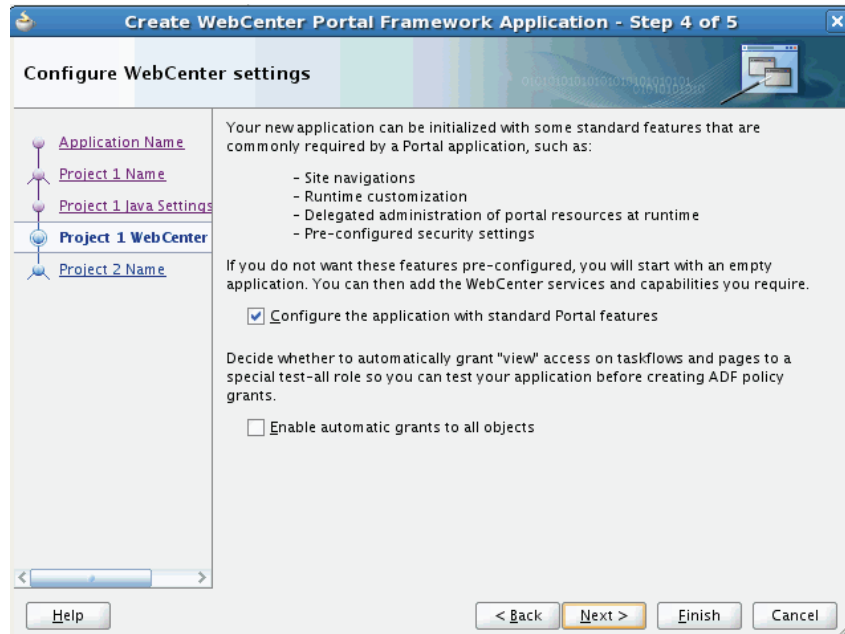 Create WebCenter Portal Framework Application - Step 4 of 5
Configure WebCenter settings
Application Name
Project 1 Name
Project 1 Java Settings
Project 1 WebCenter
Project 2 Name
Your new application can be initialized with some standard features that are
commonly required by a Portal application, such as:
- Site navigations
- Runtime customization
- Delegated administration of portal resources at runtime
- Pre-configured security settings
If you do not want these features pre-configured, you will start with an empty
application. You can then add the WebCenter services and capabilities you require.
Configure the application with standard Portal features
Decide whether to automatically grant "view" access on taskflows and pages to a
special test-all role so you can test your application before creating ADF policy
grants.
Enable automatic grants to all objects
Help
< Back
Next >
Finish
Cancel